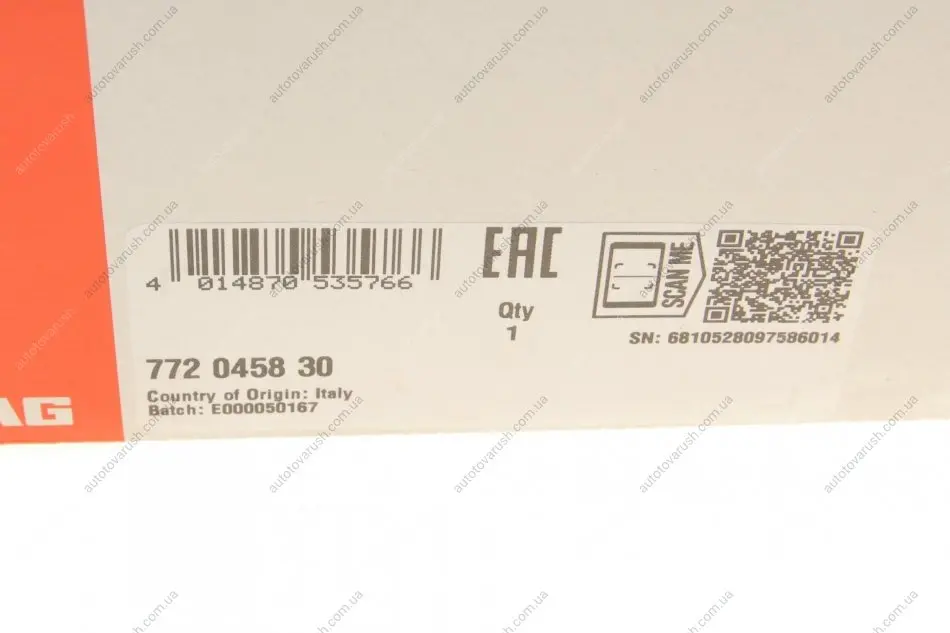 4 014870 535766
EAC
Qty
1
SCAN ME
SN: 6810528097586014
772 0458 30
Country of Origin: Italy
Batch: E000050167
AG
autotovarush.com.ua